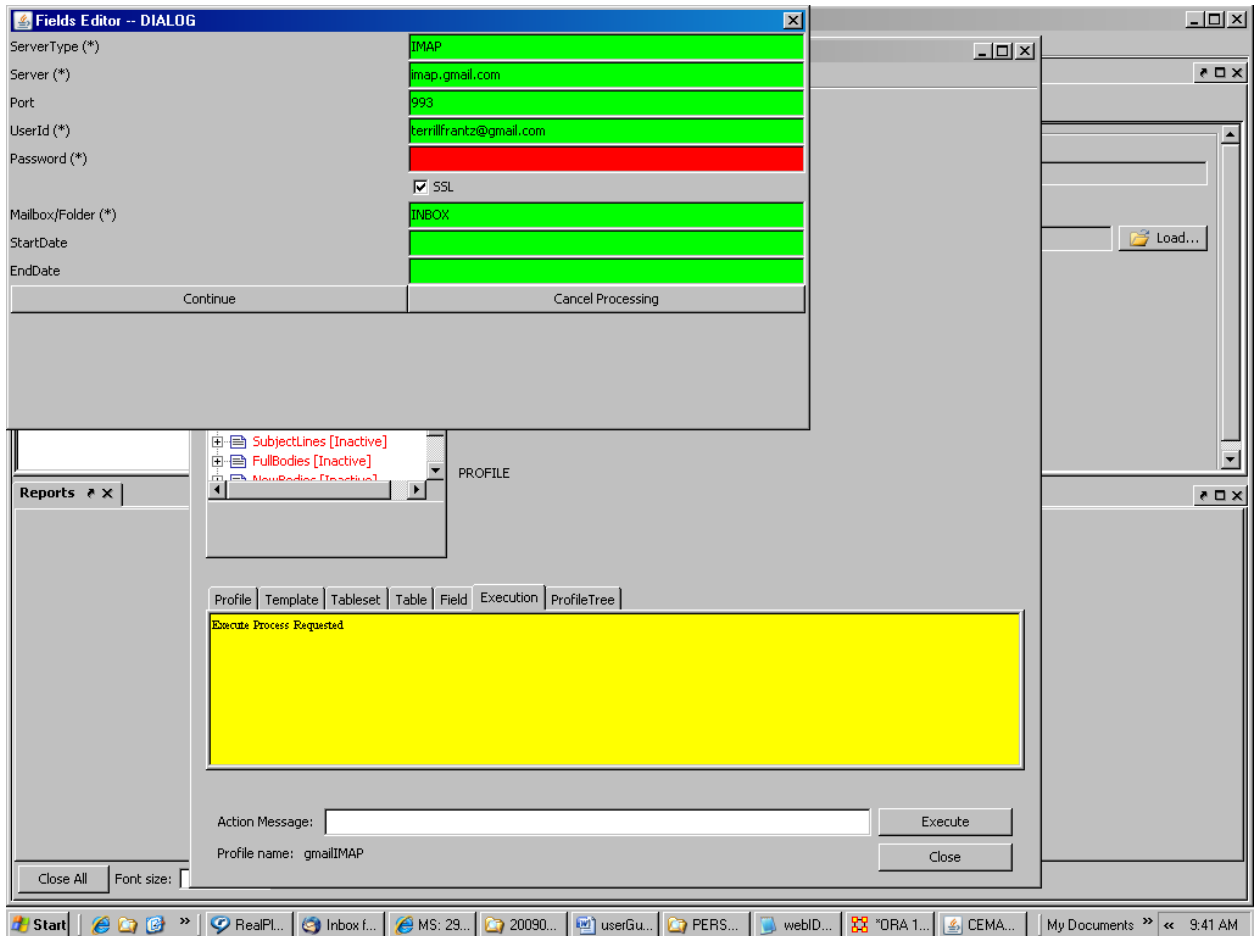 Fields Editor -- DIALOG
ServerType (*) IMAP
Server (*) imap.gmail.com
Port 993
UserId (*) terrillfrantz@gmail.com
Password (*)
SSL
Mailbox/Folder (*) INBOX
StartDate
EndDate
Continue Cancel Processing
Load...
SubjectLines [Inactive]
FullBodies [Inactive]
NewBodies [Inactive]
PROFILE
Reports
Profile Template Tableset Table Field Execution ProfileTree
Execute Process Requested
Action Message: Execute
Profile name: gmailIMAP Close
Close All Font size:
Start » RealPl... Inbox f... MS: 29... 20090... userGu... PERS... webID... *ORA 1... CEMA... My Documents » « 9:41 AM